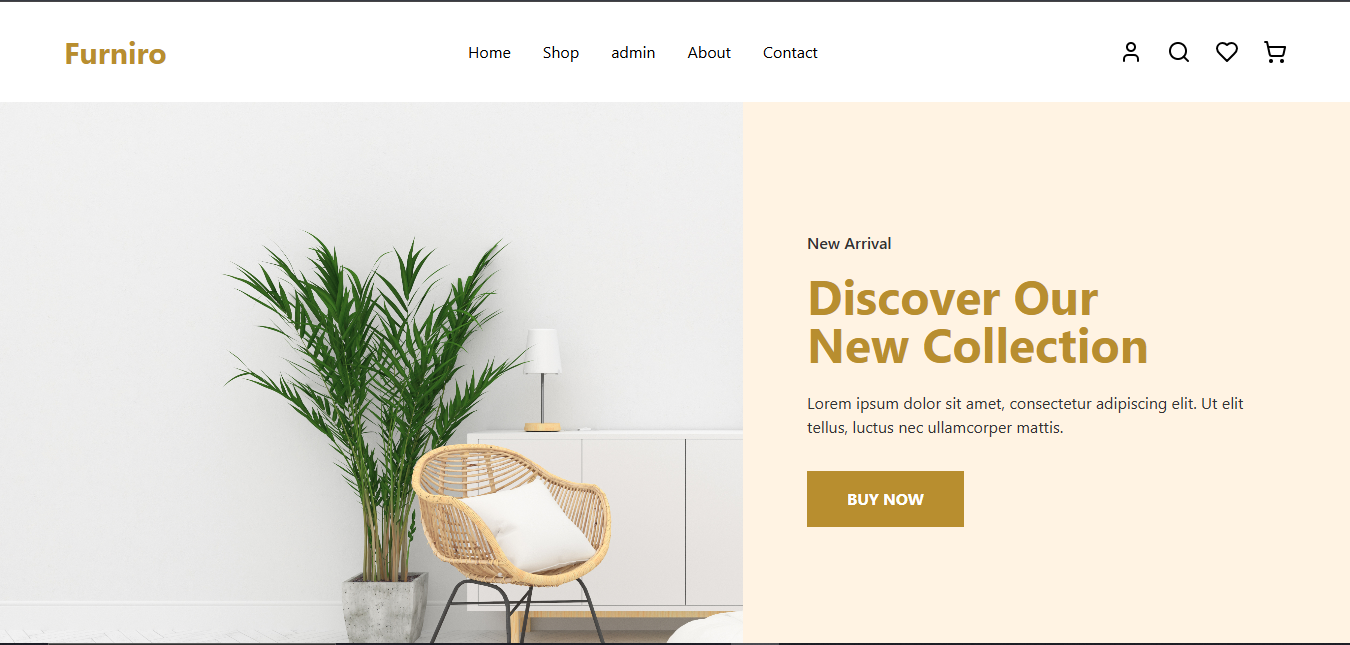 Furniro
Home
Shop
admin
About
Contact
New Arrival
Discover Our
New Collection
Lorem ipsum dolor sit amet, consectetur adipiscing elit. Ut elit
tellus, luctus nec ullamcorper mattis.
BUY NOW